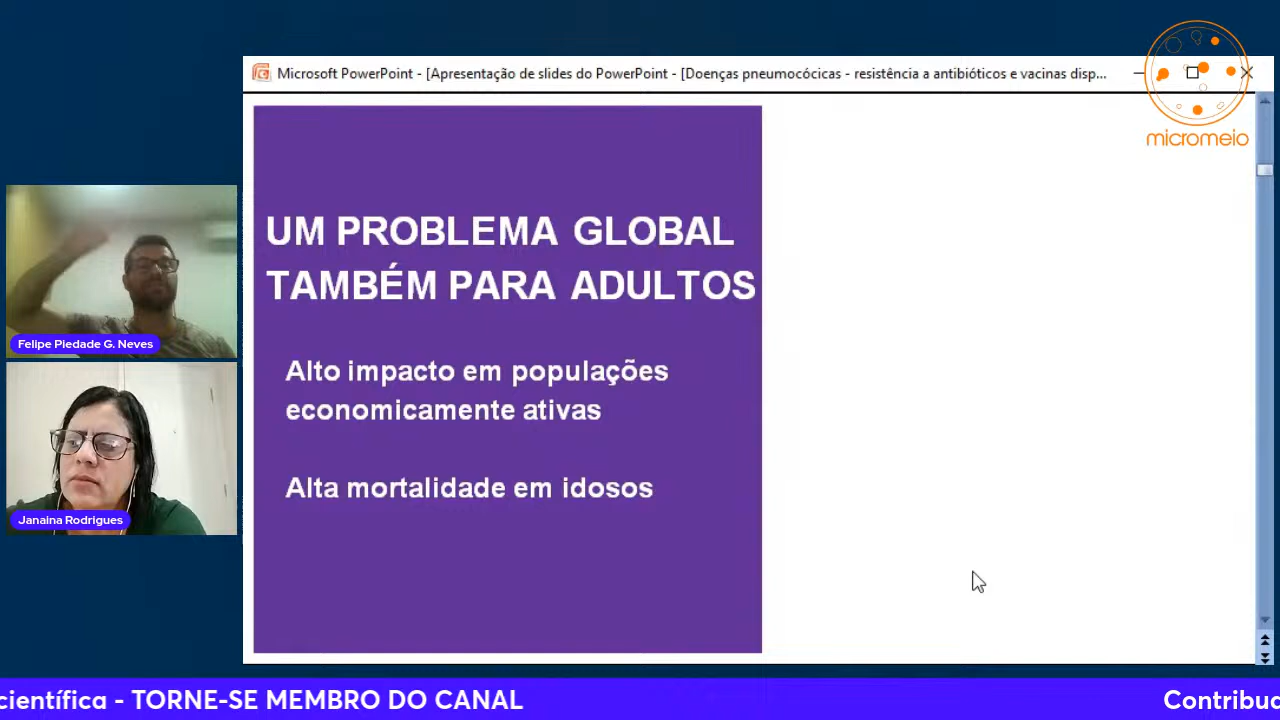 Microsoft PowerPoint - [Apresentação de slides do PowerPoint - [Doenças pneumocócicas - resistência a antibióticos e vacinas disp...
micromeio
UM PROBLEMA GLOBAL
TAMBÉM PARA ADULTOS
Alto impacto em populações
economicamente ativas
Alta mortalidade em idosos
Felipe Piedade G. Neves
Janaina Rodrigues
científica - TORNE-SE MEMBRO DO CANAL
Contribuc